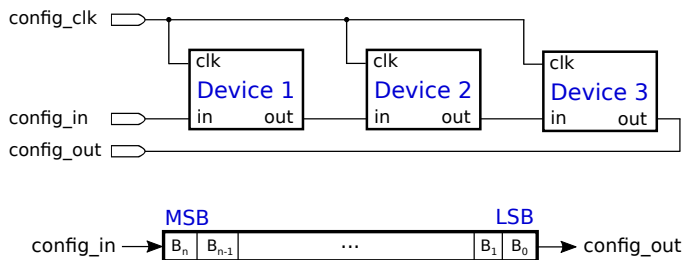 config_clk
clk clk clk
Device 1 Device 2 Device 3
config_in in out in out in out
config_out
MSB LSB
config_in Bn Bn-1 ... B1 B0 config_out